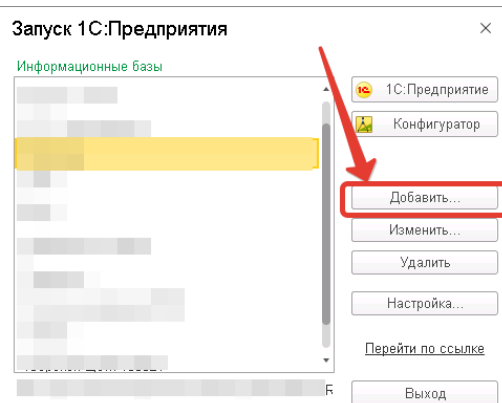 Запуск 1С:Предприятия
Информационные базы
1С:Предприятие
Конфигуратор
Добавить...
Изменить...
Удалить
Настройка...
Перейти по ссылке
Выход